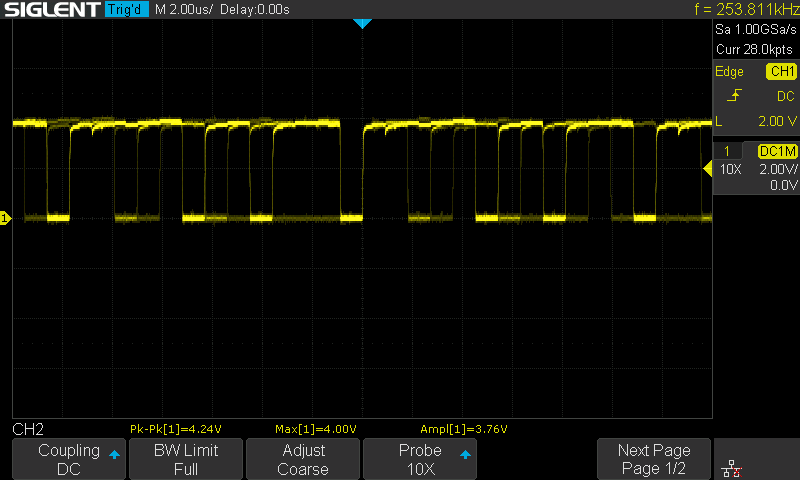 SIGLENT Trig'd M 2.00us/ Delay:0.00s f = 253.811kHz
Sa 1.00GSa/s
Curr 28.0kpts
Edge CH1
DC
L 2.00 V
1 DC1M
10X 2.00V/
0.0V
1
CH2 Pk-Pk[1]=4.24V Max[1]=4.00V Ampl[1]=3.76V
Coupling BW Limit Adjust Probe Next Page
DC Full Coarse 10X Page 1/2